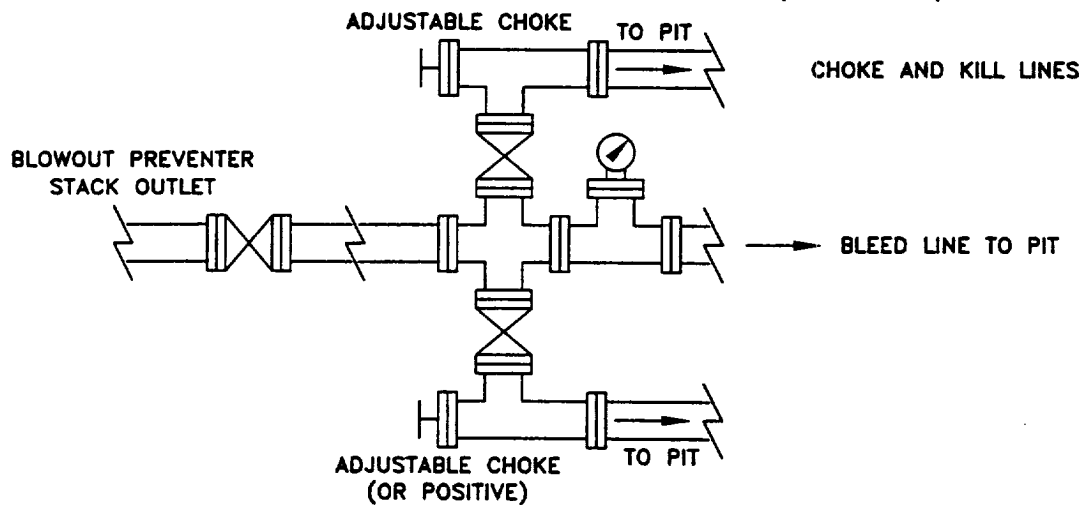 ADJUSTABLE CHOKE
TO PIT
CHOKE AND KILL LINES
BLOWOUT PREVENTER
STACK OUTLET
BLEED LINE TO PIT
ADJUSTABLE CHOKE
(OR POSITIVE)
TO PIT